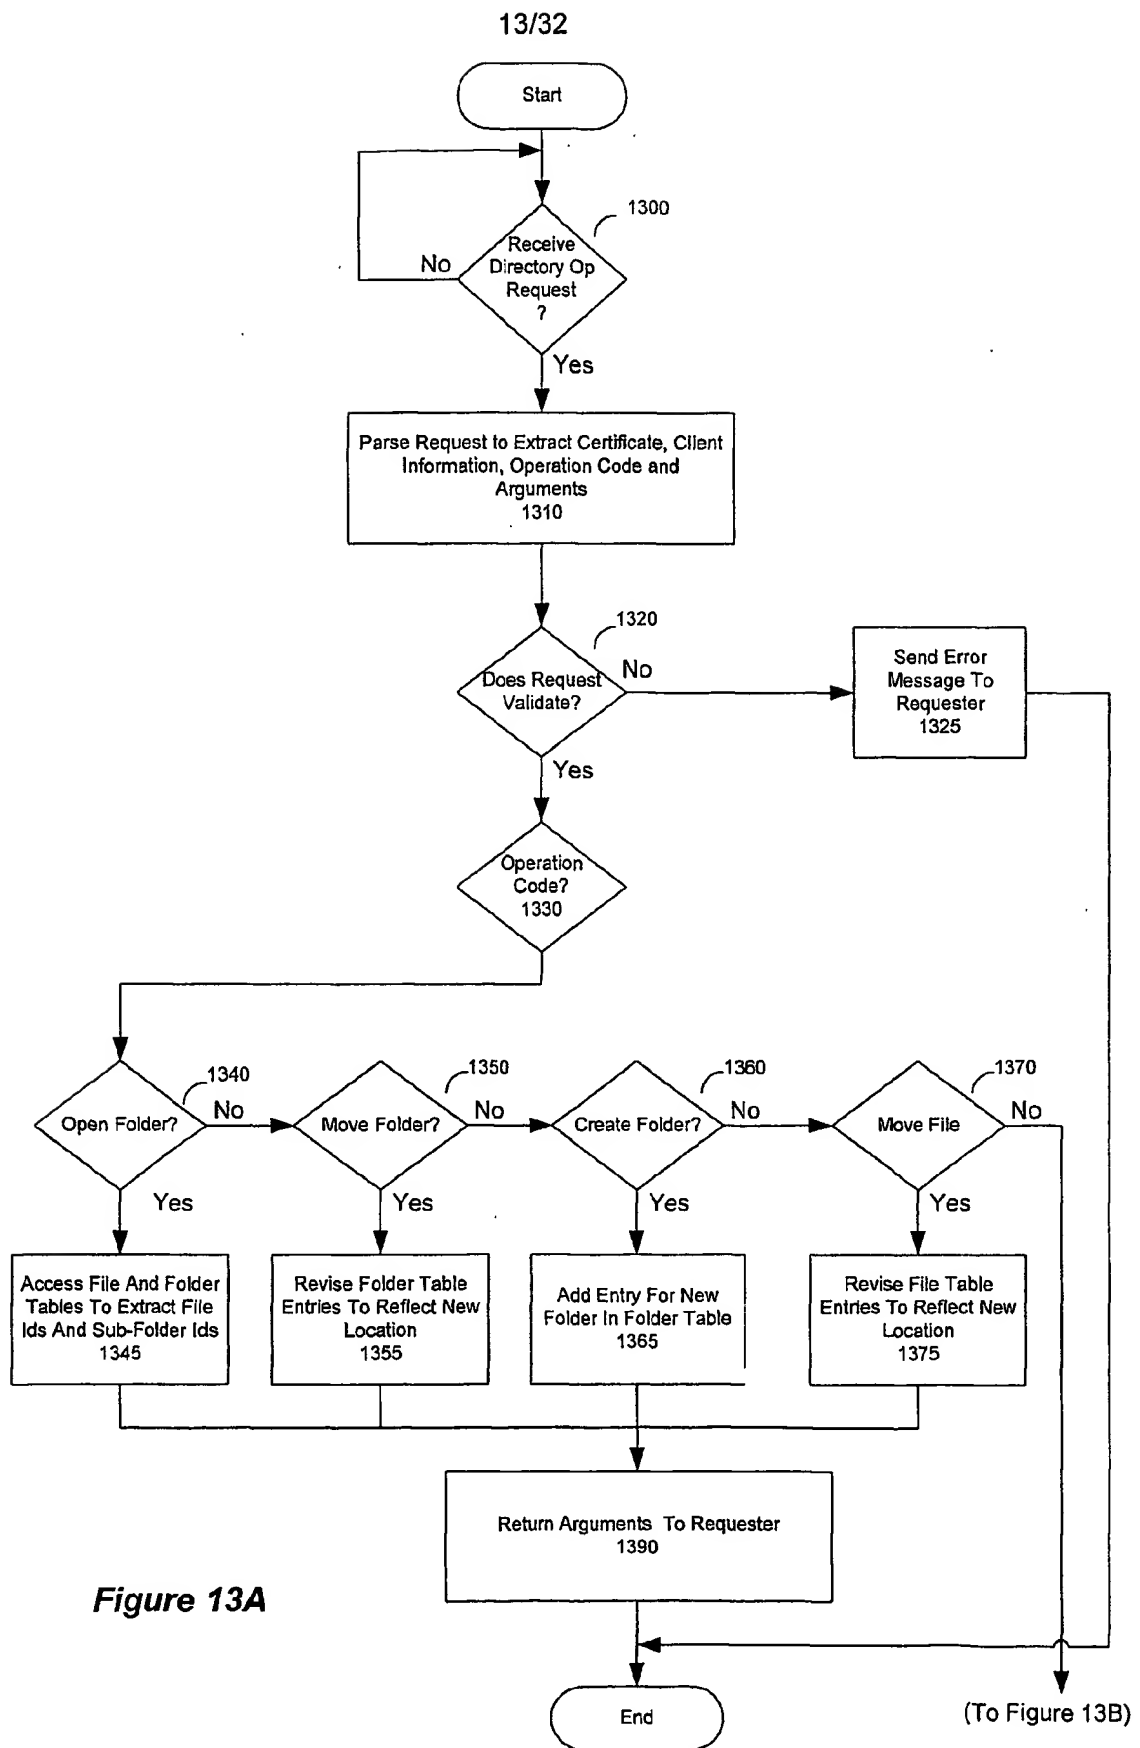 13/32
Start
1300
Receive
Directory Op
Request
?
No
Yes
Parse Request to Extract Certificate, Client
Information, Operation Code and
Arguments
1310
1320
Does Request
Validate?
No
Send Error
Message To
Requester
1325
Yes
Operation
Code?
1330
1340
Open Folder?
No
1350
Move Folder?
No
1360
Create Folder?
No
1370
Move File
No
Yes
Yes
Yes
Yes
Access File And Folder
Tables To Extract File
Ids And Sub-Folder Ids
1345
Revise Folder Table
Entries To Reflect New
Location
1355
Add Entry For New
Folder In Folder Table
1365
Revise File Table
Entries To Reflect New
Location
1375
Return Arguments To Requester
1390
Figure 13A
End
(To Figure 13B)